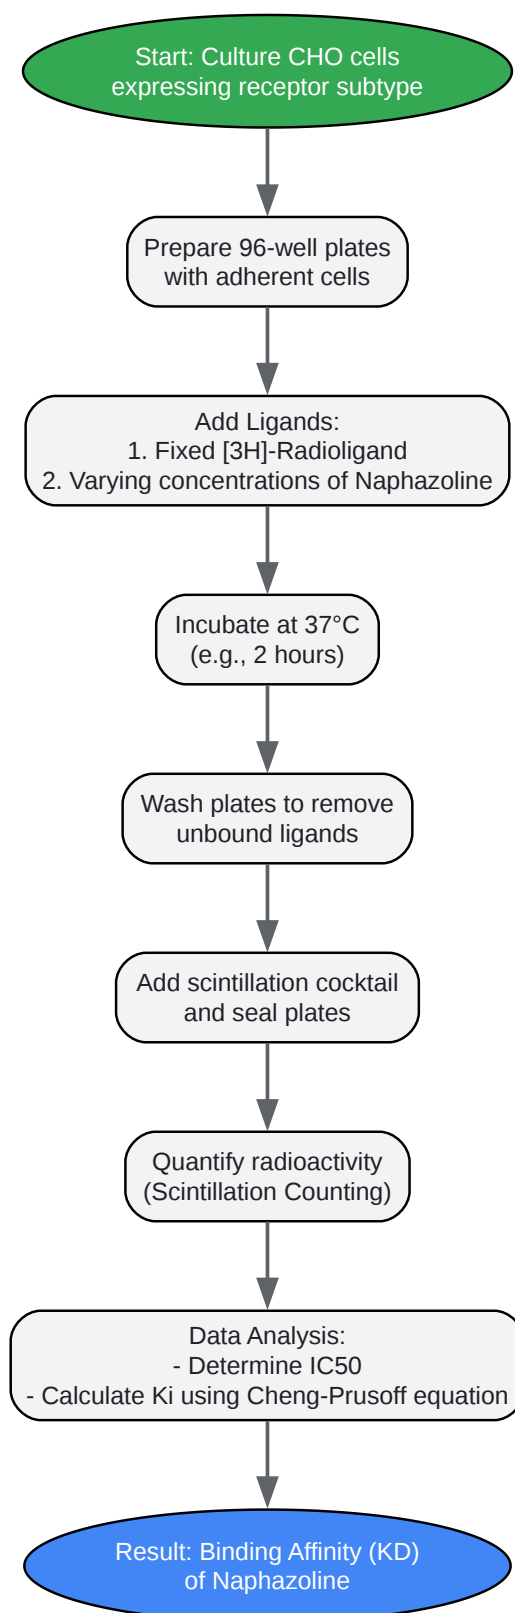 Start: Culture CHO cells
expressing receptor subtype
Prepare 96-well plates
with adherent cells
Add Ligands:
1. Fixed [3H]-Radioligand
2. Varying concentrations of Naphazoline
Incubate at 37°C
(e.g., 2 hours)
Wash plates to remove
unbound ligands
Add scintillation cocktail
and seal plates
Quantify radioactivity
(Scintillation Counting)
Data Analysis:
- Determine IC50
- Calculate Ki using Cheng-Prusoff equation
Result: Binding Affinity (KD)
of Naphazoline